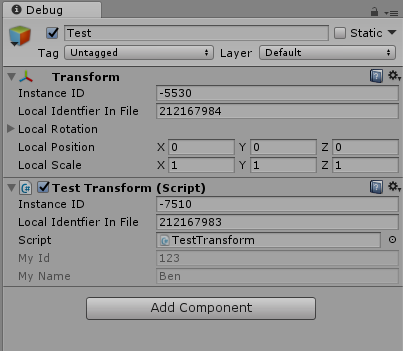 Debug
Test Static
Tag Untagged Layer Default
Transform
Instance ID -5530
Local Identfier In File 212167984
Local Rotation
Local Position X 0 Y 0 Z 0
Local Scale X 1 Y 1 Z 1
Test Transform (Script)
Instance ID -7510
Local Identfier In File 212167983
Script TestTransform
My Id 123
My Name Ben
Add Component